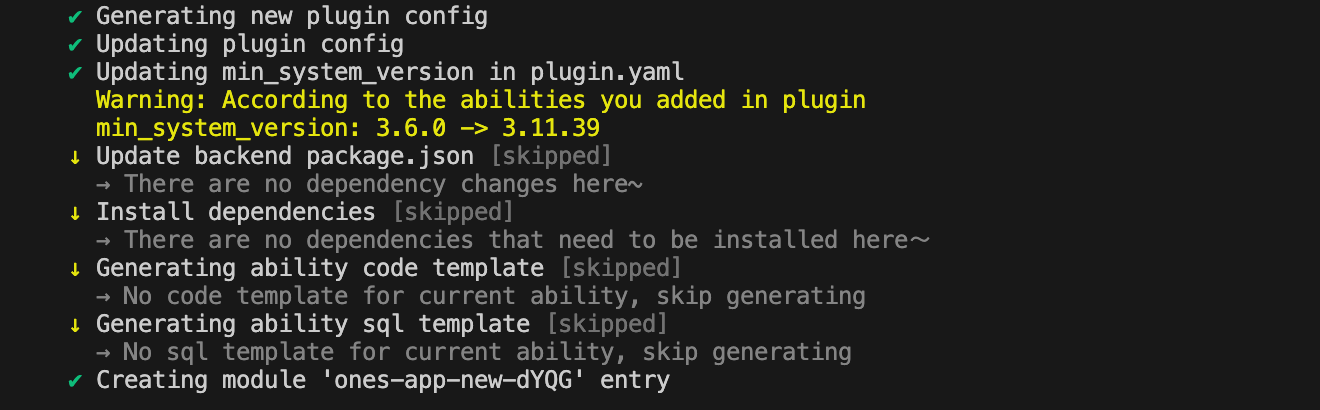 ✔ Generating new plugin config
✔ Updating plugin config
✔ Updating min_system_version in plugin.yaml
Warning: According to the abilities you added in plugin
min_system_version: 3.6.0 -> 3.11.39
↓ Update backend package.json [skipped]
→ There are no dependency changes here~
↓ Install dependencies [skipped]
→ There are no dependencies that need to be installed here～
↓ Generating ability code template [skipped]
→ No code template for current ability, skip generating
↓ Generating ability sql template [skipped]
→ No sql template for current ability, skip generating
✔ Creating module 'ones-app-new-dYQG' entry